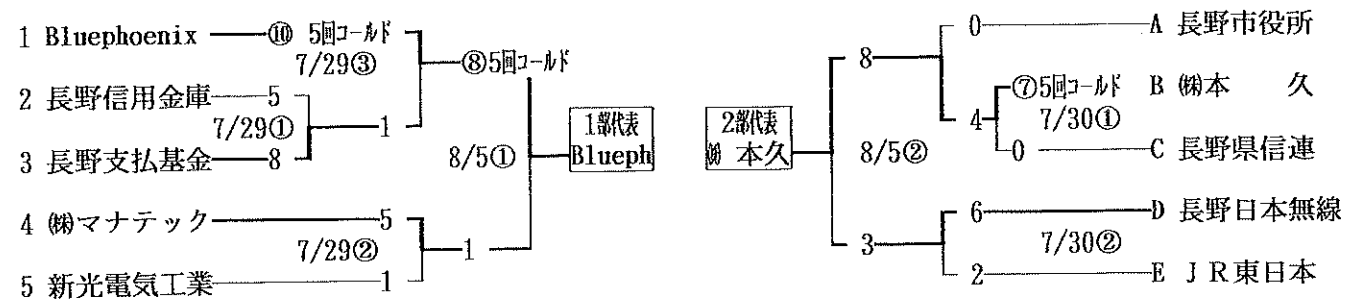 1 Bluephoenix ⑩ 5回コールド
7/29③
⑧5回コールド
2 長野信用金庫 5
7/29①
1
3 長野支払基金 8
8/5①
1部代表
Blueph
4 ㈱マナテック 5
7/29②
1
5 新光電気工業 1
2部代表
㈱ 本久
8/5②
8
0 A 長野市役所
⑦5回コールド B ㈱本 久
4
7/30①
0 C 長野県信連
6 D 長野日本無線
3
7/30②
2 E JR東日本